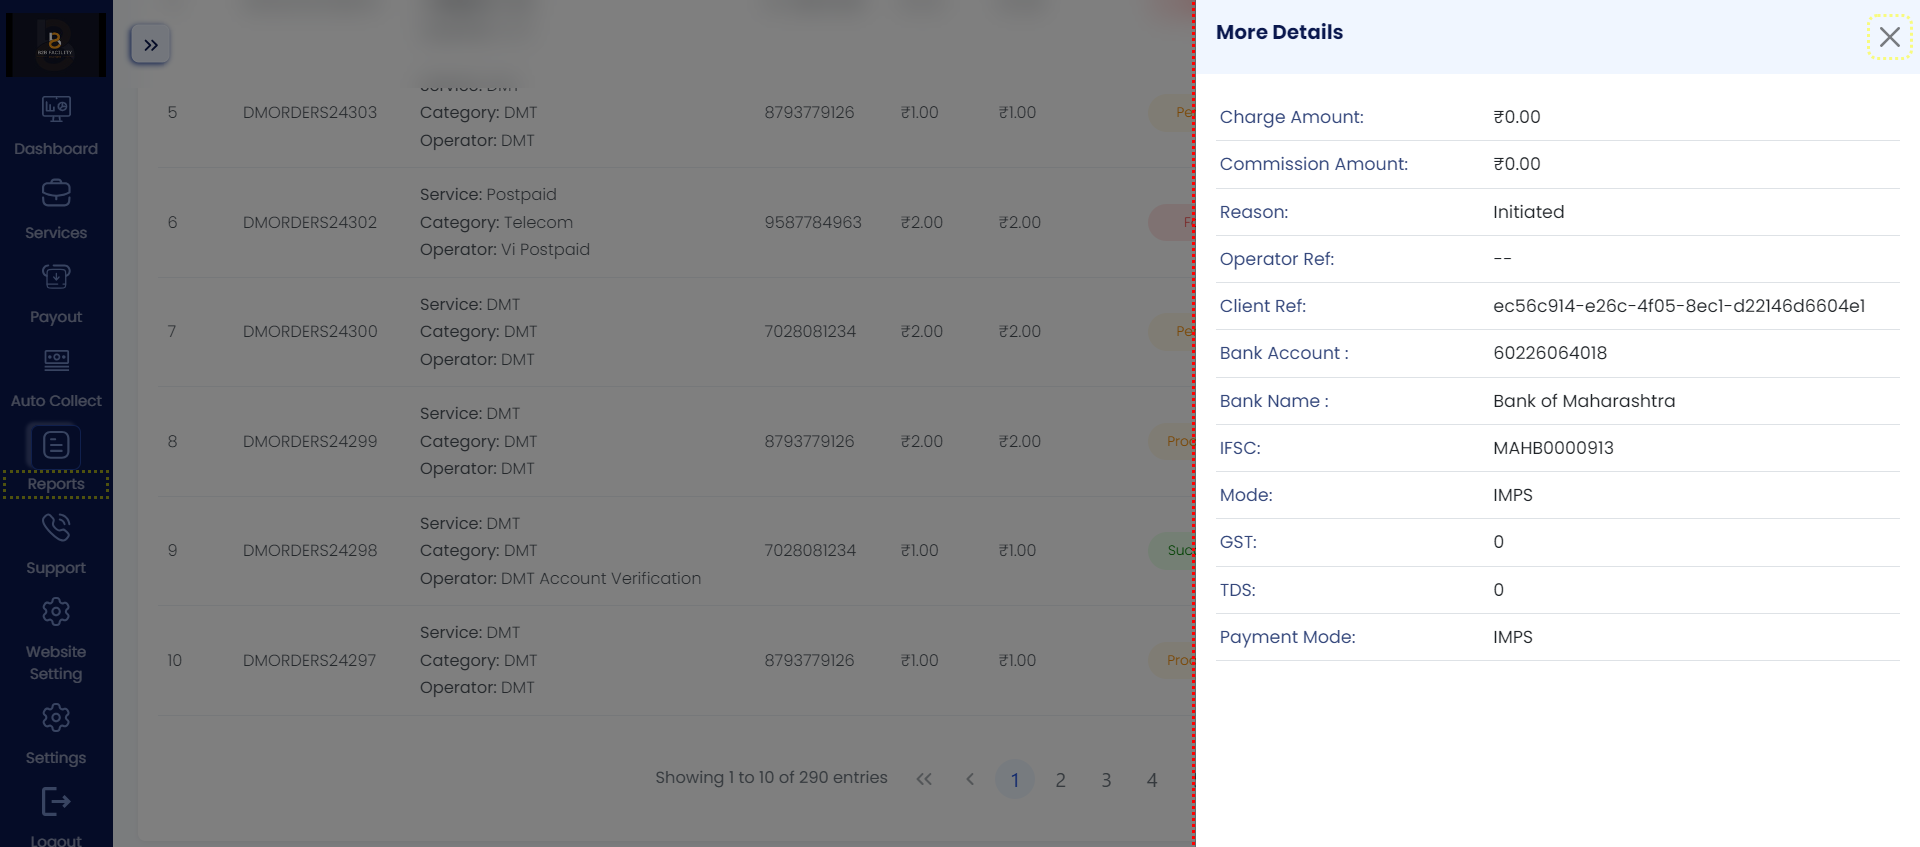 B2B FACILITY
Dashboard
Services
Payout
Auto Collect
Reports
Support
Website
Setting
Settings
Logout
5 DMORDERS24303 Service: DMT 8793779126 ₹1.00 ₹1.00
Category: DMT
Operator: DMT
6 DMORDERS24302 Service: Postpaid 9587784963 ₹2.00 ₹2.00
Category: Telecom
Operator: Vi Postpaid
7 DMORDERS24300 Service: DMT 7028081234 ₹2.00 ₹2.00
Category: DMT
Operator: DMT
8 DMORDERS24299 Service: DMT 8793779126 ₹2.00 ₹2.00
Category: DMT
Operator: DMT
9 DMORDERS24298 Service: DMT 7028081234 ₹1.00 ₹1.00
Category: DMT
Operator: DMT Account Verification
10 DMORDERS24297 Service: DMT 8793779126 ₹1.00 ₹1.00
Category: DMT
Operator: DMT
Showing 1 to 10 of 290 entries << < 1 2 3 4
More Details
Charge Amount: ₹0.00
Commission Amount: ₹0.00
Reason: Initiated
Operator Ref: --
Client Ref: ec56c914-e26c-4f05-8ec1-d22146d6604e1
Bank Account : 60226064018
Bank Name : Bank of Maharashtra
IFSC: MAHB0000913
Mode: IMPS
GST: 0
TDS: 0
Payment Mode: IMPS